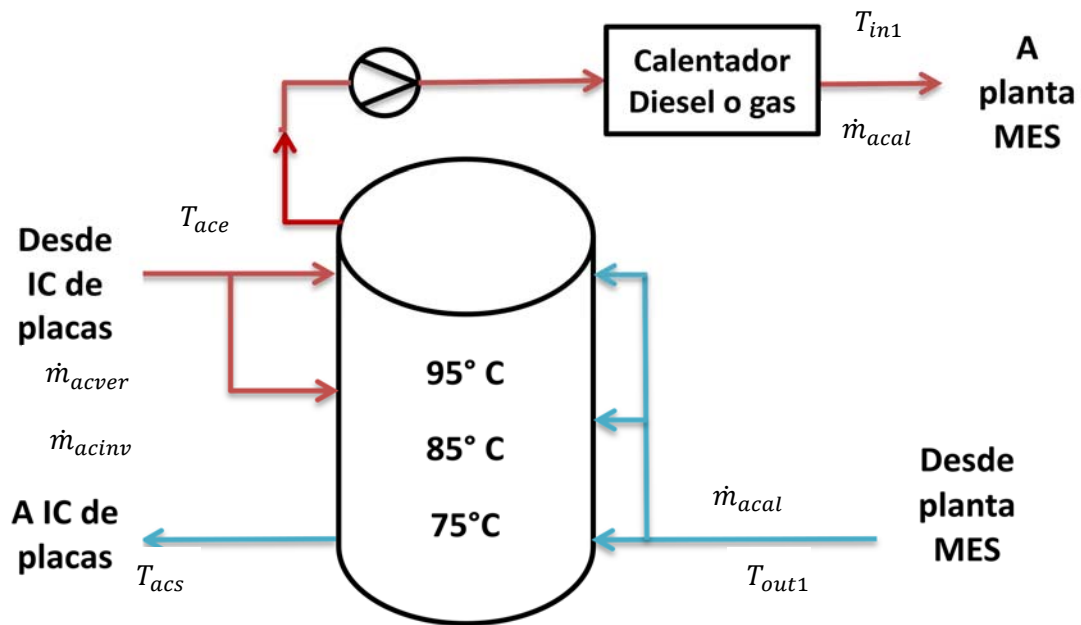 T_in1
Calentador
Diesel o gas
A
planta
MES
ṁ_acal
T_ace
Desde
IC de
placas
ṁ_acver
ṁ_acinv
95° C
85° C
75°C
A IC de
placas
T_acs
Desde
planta
MES
ṁ_acal
T_out1